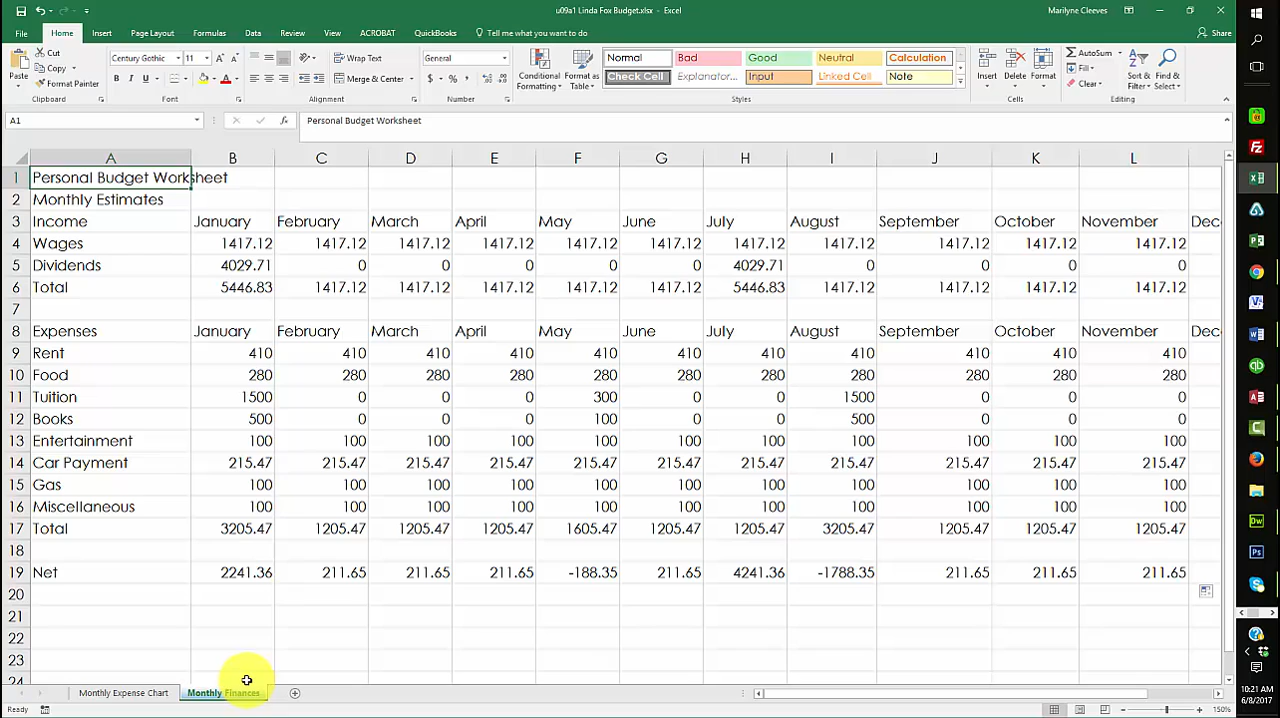 u09a1 Linda Fox Budget.xlsx - Excel
Marilyne Cleeves
File Home Insert Page Layout Formulas Data Review View ACROBAT QuickBooks Tell me what you want to do Share
Cut
Copy
Format Painter
Paste
Clipboard
Century Gothic 11
B I U
Font
Wrap Text
Merge & Center
Alignment
General
$ % ,
Number
Conditional Formatting
Format as Table
Normal Bad Good Neutral Calculation
Check Cell Explanatory... Input Linked Cell Note
Styles
Insert Delete Format
Cells
AutoSum
Fill
Clear
Sort & Filter
Find & Select
Editing
A1 fx Personal Budget Worksheet
A B C D E F G H I J K L
1 Personal Budget Worksheet
2 Monthly Estimates
3 Income January February March April May June July August September October November Dec
4 Wages 1417.12 1417.12 1417.12 1417.12 1417.12 1417.12 1417.12 1417.12 1417.12 1417.12 1417.12
5 Dividends 4029.71 0 0 0 0 0 4029.71 0 0 0 0
6 Total 5446.83 1417.12 1417.12 1417.12 1417.12 1417.12 5446.83 1417.12 1417.12 1417.12 1417.12
7
8 Expenses January February March April May June July August September October November Dec
9 Rent 410 410 410 410 410 410 410 410 410 410 410
10 Food 280 280 280 280 280 280 280 280 280 280 280
11 Tuition 1500 0 0 0 300 0 0 1500 0 0 0
12 Books 500 0 0 0 100 0 0 500 0 0 0
13 Entertainment 100 100 100 100 100 100 100 100 100 100 100
14 Car Payment 215.47 215.47 215.47 215.47 215.47 215.47 215.47 215.47 215.47 215.47 215.47
15 Gas 100 100 100 100 100 100 100 100 100 100 100
16 Miscellaneous 100 100 100 100 100 100 100 100 100 100 100
17 Total 3205.47 1205.47 1205.47 1205.47 1605.47 1205.47 1205.47 3205.47 1205.47 1205.47 1205.47
18
19 Net 2241.36 211.65 211.65 211.65 -188.35 211.65 4241.36 -1788.35 211.65 211.65 211.65
20
21
22
23
24
Monthly Expense Chart Monthly Finances
Ready 150%
10:21 AM
6/8/2017